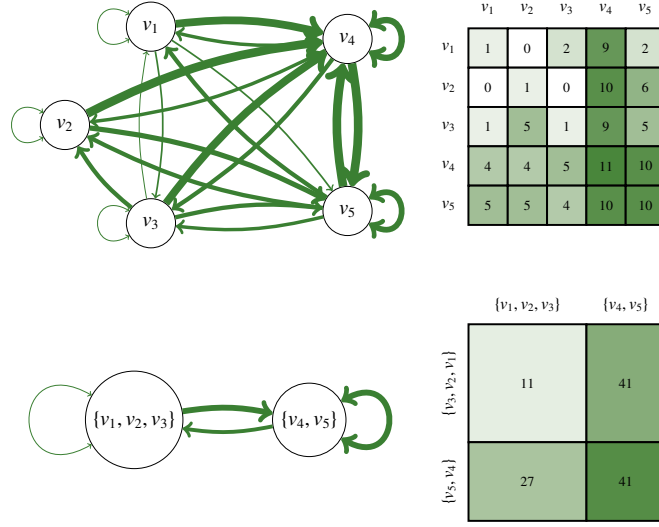 v1
v4
v2
v3
v5
v1 v2 v3 v4 v5
v1 1 0 2 9 2
v2 0 1 0 10 6
v3 1 5 1 9 5
v4 4 4 5 11 10
v5 5 5 4 10 10
{v1, v2, v3}
{v4, v5}
{v1, v2, v3} {v4, v5}
{v3, v2, v1} 11 41
{v5, v4} 27 41